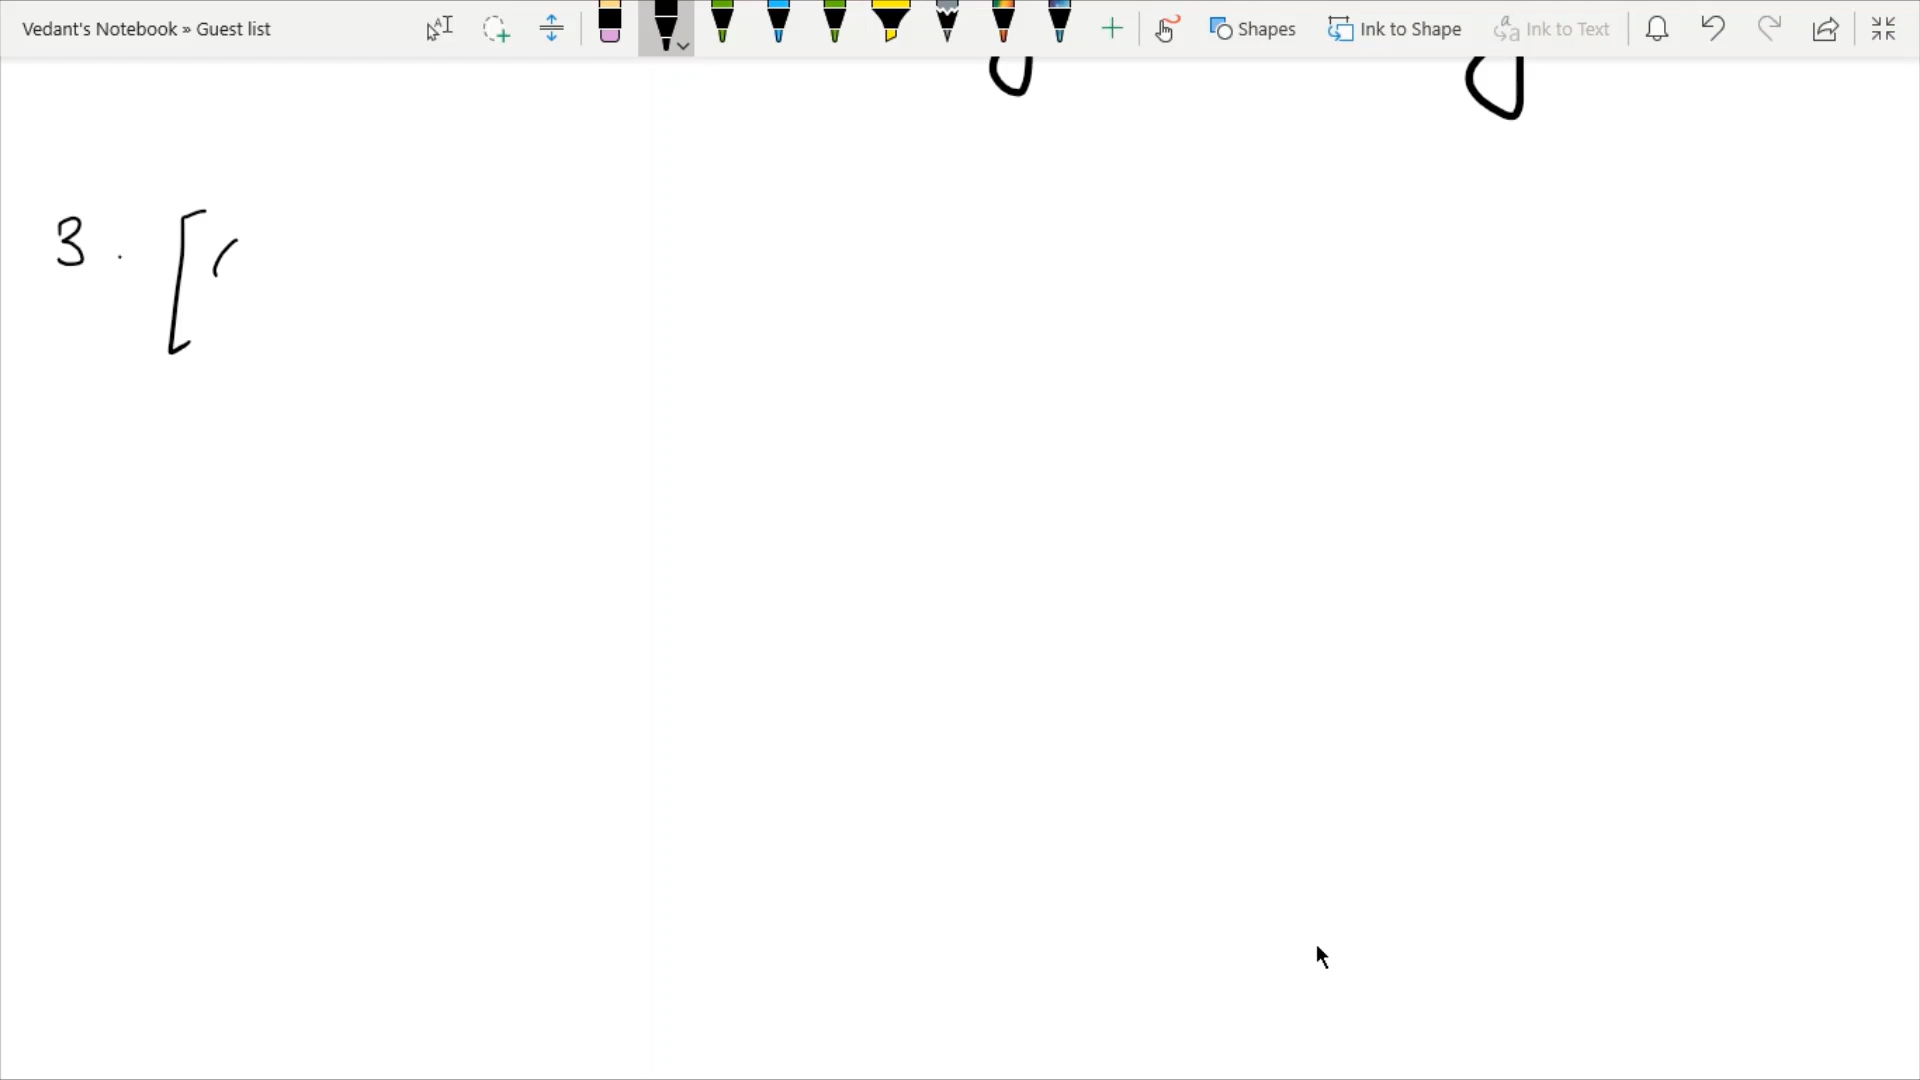 Vedant's Notebook » Guest list Shapes Ink to Shape Ink to Text
3. [(